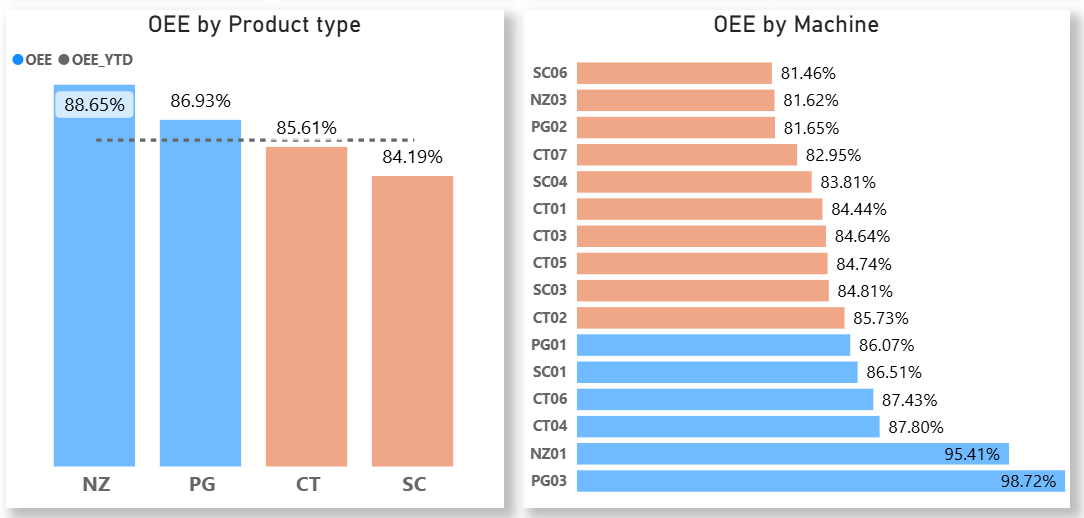 OEE by Product type
OEE OEE_YTD
88.65%
86.93%
85.61%
84.19%
NZ PG CT SC
OEE by Machine
SC06 81.46%
NZ03 81.62%
PG02 81.65%
CT07 82.95%
SC04 83.81%
CT01 84.44%
CT03 84.64%
CT05 84.74%
SC03 84.81%
CT02 85.73%
PG01 86.07%
SC01 86.51%
CT06 87.43%
CT04 87.80%
NZ01 95.41%
PG03 98.72%